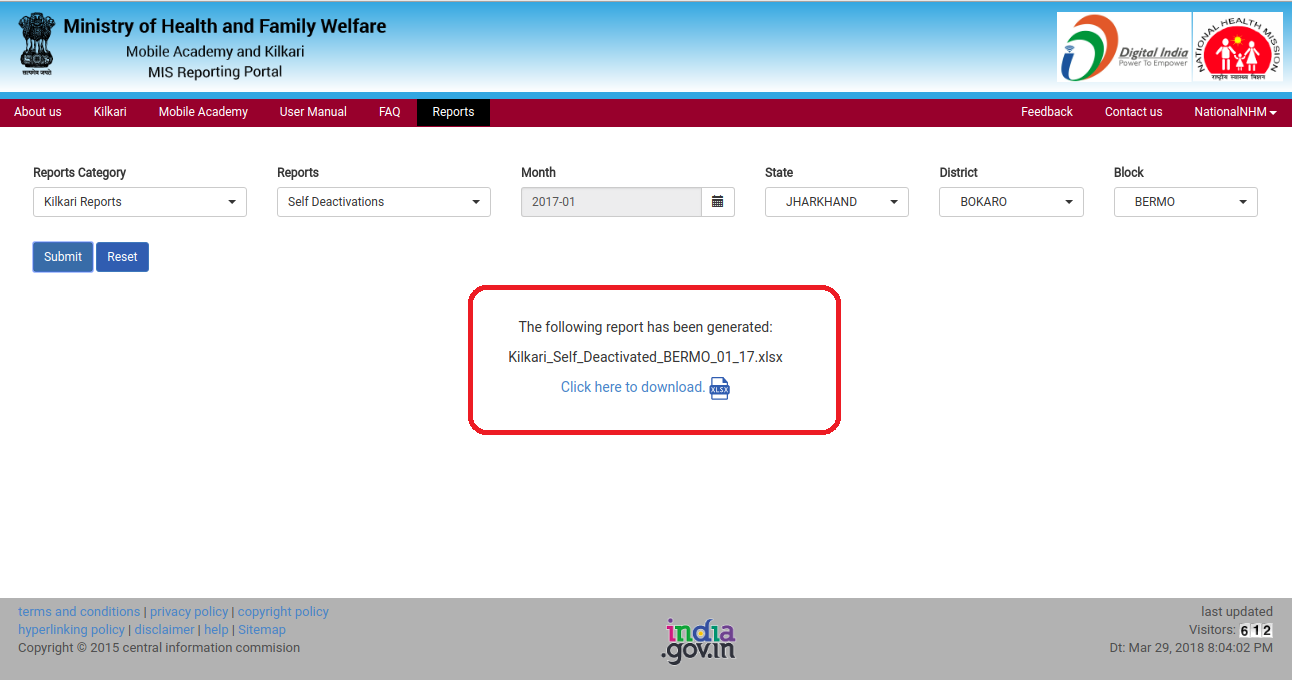 Ministry of Health and Family Welfare
Mobile Academy and Kilkari
MIS Reporting Portal
सत्यमेव जयते
Digital India
Power To Empower
NATIONAL HEALTH MISSION
राष्ट्रीय स्वास्थ्य मिशन
About us Kilkari Mobile Academy User Manual FAQ Reports Feedback Contact us NationalNHM
Reports Category Reports Month State District Block
Kilkari Reports Self Deactivations 2017-01 JHARKHAND BOKARO BERMO
Submit Reset
The following report has been generated:
Kilkari_Self_Deactivated_BERMO_01_17.xlsx
Click here to download. XLSX
terms and conditions | privacy policy | copyright policy
hyperlinking policy | disclaimer | help | Sitemap
Copyright © 2015 central information commision
india
.gov.in
last updated
Visitors: 612
Dt: Mar 29, 2018 8:04:02 PM